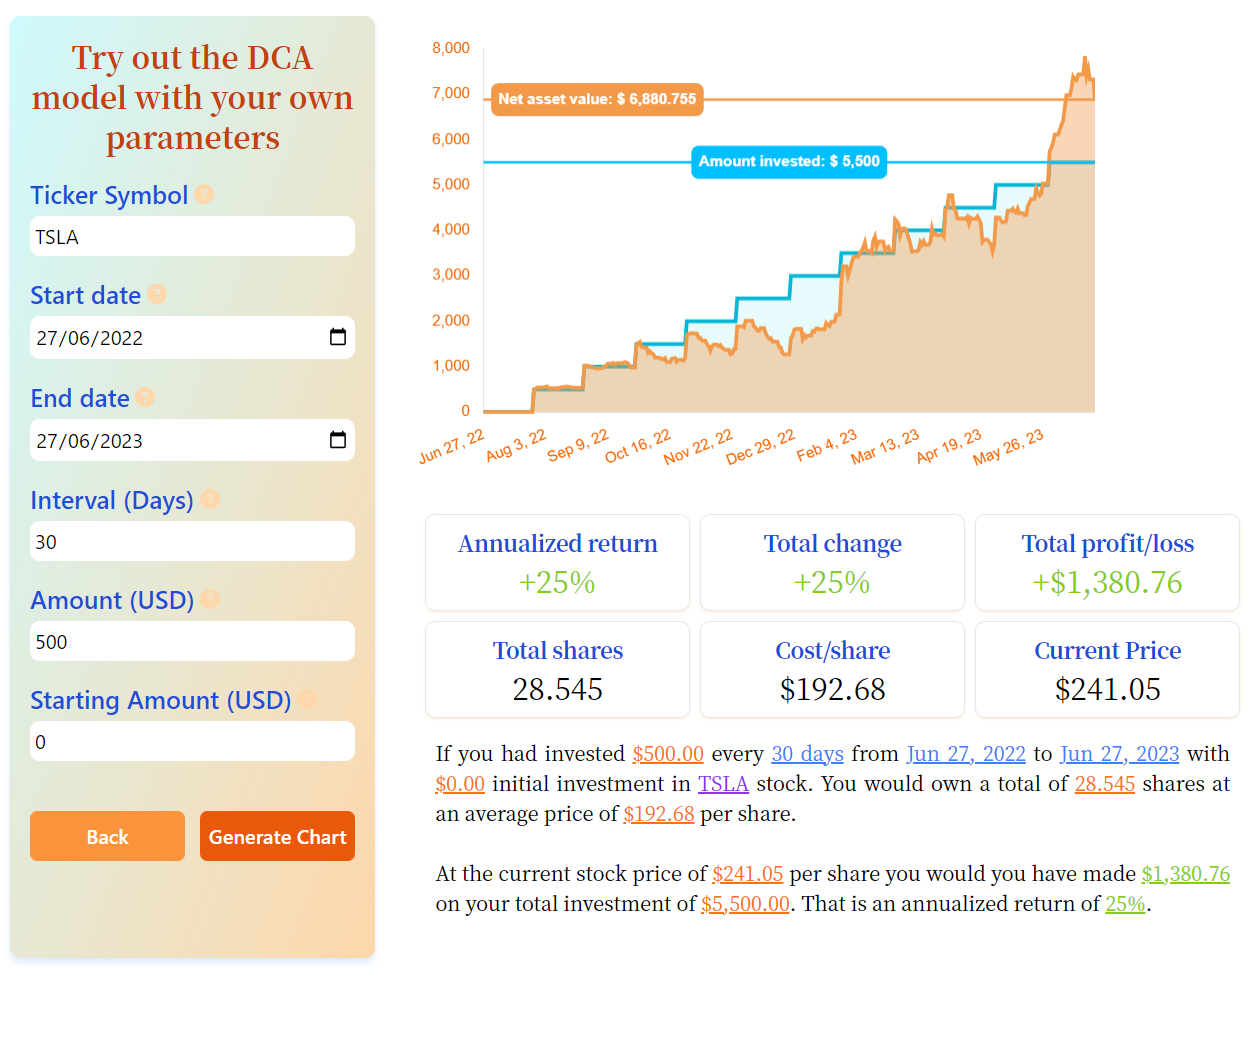 Try out the DCA
model with your own
parameters
Ticker Symbol ?
TSLA
Start date ?
27/06/2022
End date ?
27/06/2023
Interval (Days) ?
30
Amount (USD) ?
500
Starting Amount (USD) ?
0
Back
Generate Chart
8,000
7,000
6,000
5,000
4,000
3,000
2,000
1,000
0
Net asset value: $ 6,880.755
Amount invested: $ 5,500
Jun 27, 22
Aug 3, 22
Sep 9, 22
Oct 16, 22
Nov 22, 22
Dec 29, 22
Feb 4, 23
Mar 13, 23
Apr 19, 23
May 26, 23
Annualized return
+25%
Total change
+25%
Total profit/loss
+$1,380.76
Total shares
28.545
Cost/share
$192.68
Current Price
$241.05
If you had invested $500.00 every 30 days from Jun 27, 2022 to Jun 27, 2023 with
$0.00 initial investment in TSLA stock. You would own a total of 28.545 shares at
an average price of $192.68 per share.
At the current stock price of $241.05 per share you would you have made $1,380.76
on your total investment of $5,500.00. That is an annualized return of 25%.